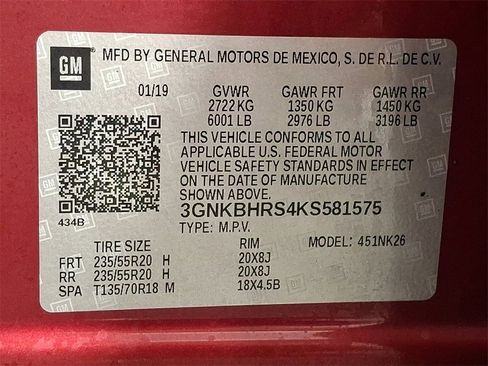 GM MFD BY GENERAL MOTORS DE MEXICO, S. DE R.L. DE C.V.
01/19 GVWR GAWR FRT GAWR RR
2722 KG 1350 KG 1450 KG
6001 LB 2976 LB 3196 LB
THIS VEHICLE CONFORMS TO ALL
APPLICABLE U.S. FEDERAL MOTOR
VEHICLE SAFETY STANDARDS IN EFFECT
ON THE DATE OF MANUFACTURE
SHOWN ABOVE.
3GNKBHRS4KS581575
434B TYPE: M.P.V.
TIRE SIZE RIM MODEL: 451NK26
FRT 235/55R20 H 20X8J
RR 235/55R20 H 20X8J
SPA T135/70R18 M 18X4.5B